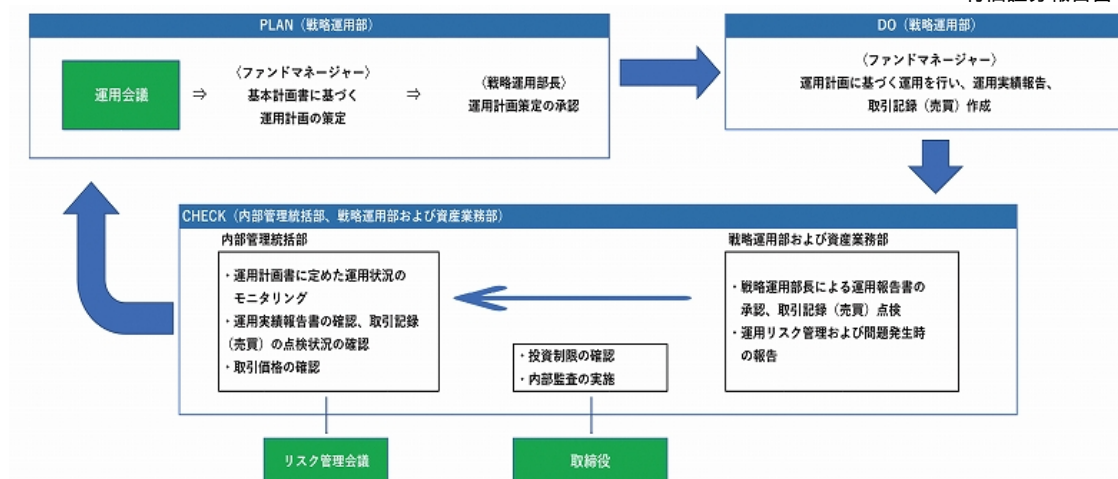 PLAN（戦略運用部）
運用会議
⇒
〈ファンドマネージャー〉
基本計画書に基づく
運用計画の策定
⇒
〈戦略運用部長〉
運用計画策定の承認
DO（戦略運用部）
〈ファンドマネージャー〉
運用計画に基づく運用を行い、運用実績報告、
取引記録（売買）作成
CHECK（内部管理統括部、戦略運用部および資産業務部）
内部管理統括部
・運用計画書に定めた運用状況の
モニタリング
・運用実績報告書の確認、取引記録
（売買）の点検状況の確認
・取引価格の確認
・投資制限の確認
・内部監査の実施
戦略運用部および資産業務部
・戦略運用部長による運用報告書の
承認、取引記録（売買）点検
・運用リスク管理および問題発生時
の報告
リスク管理会議
取締役